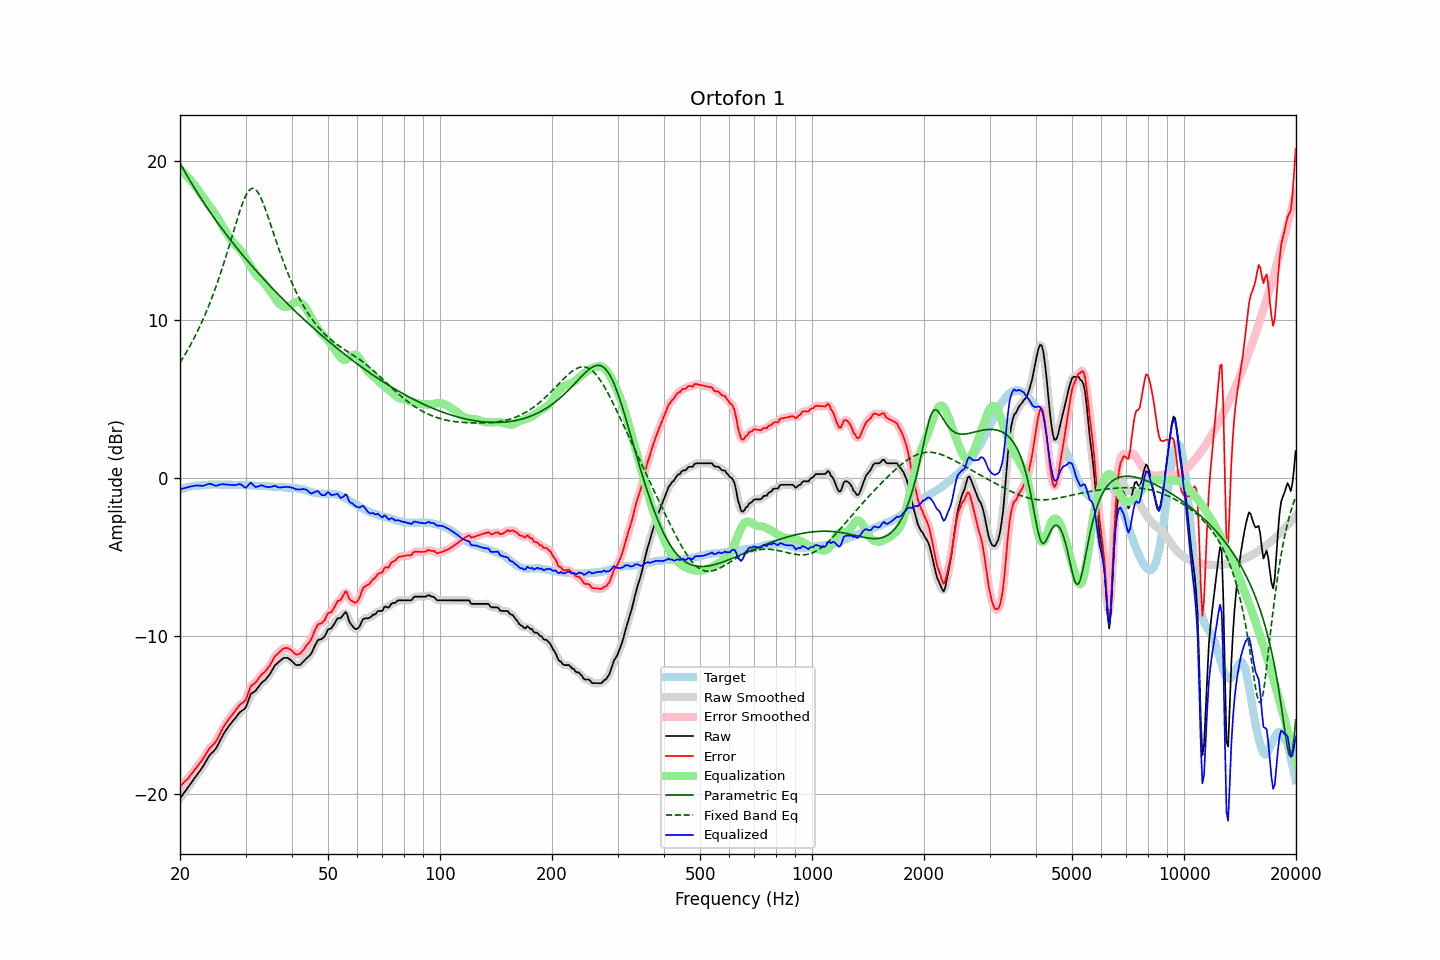 Ortofon 1
Amplitude (dBr)
20
10
0
−10
−20
Target
Raw Smoothed
Error Smoothed
Raw
Error
Equalization
Parametric Eq
Fixed Band Eq
Equalized
20 50 100 200 500 1000 2000 5000 10000 20000
Frequency (Hz)